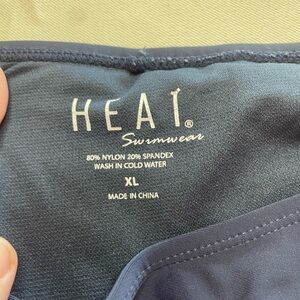 HEAT®
Swimwear
80% NYLON 20% SPANDEX
WASH IN COLD WATER
XL
MADE IN CHINA